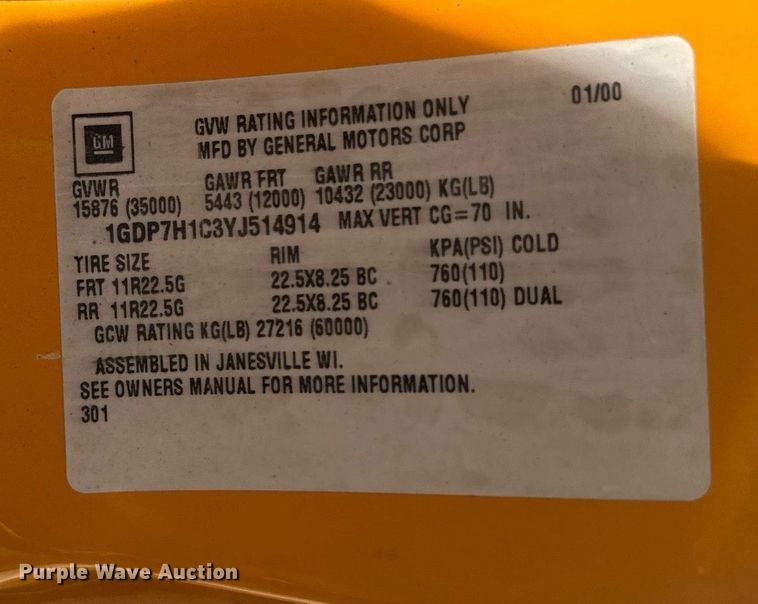 01/00
GM
GVW RATING INFORMATION ONLY
MFD BY GENERAL MOTORS CORP
GVWR GAWR FRT GAWR RR
15876 (35000) 5443 (12000) 10432 (23000) KG(LB)
1GDP7H1C3YJ514914 MAX VERT CG=70 IN.
TIRE SIZE RIM KPA(PSI) COLD
FRT 11R22.5G 22.5X8.25 BC 760(110)
RR 11R22.5G 22.5X8.25 BC 760(110) DUAL
GCW RATING KG(LB) 27216 (60000)
ASSEMBLED IN JANESVILLE WI.
SEE OWNERS MANUAL FOR MORE INFORMATION.
301
Purple Wave Auction